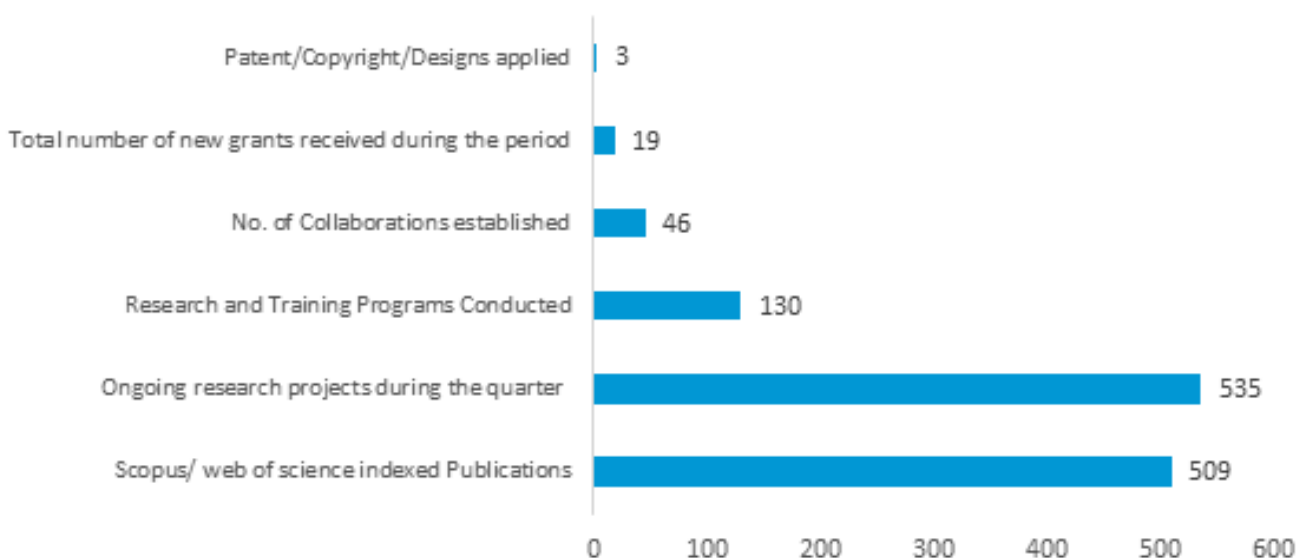 Patent/Copyright/Designs applied 3
Total number of new grants received during the period 19
No. of Collaborations established 46
Research and Training Programs Conducted 130
Ongoing research projects during the quarter 535
Scopus/ web of science indexed Publications 509
0 100 200 300 400 500 600